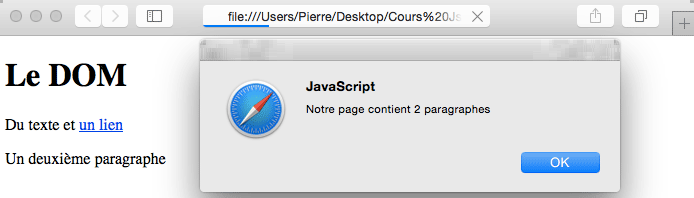 file:///Users/Pierre/Desktop/Cours%20Js
Le DOM
Du texte et un lien
Un deuxième paragraphe
JavaScript
Notre page contient 2 paragraphes
OK